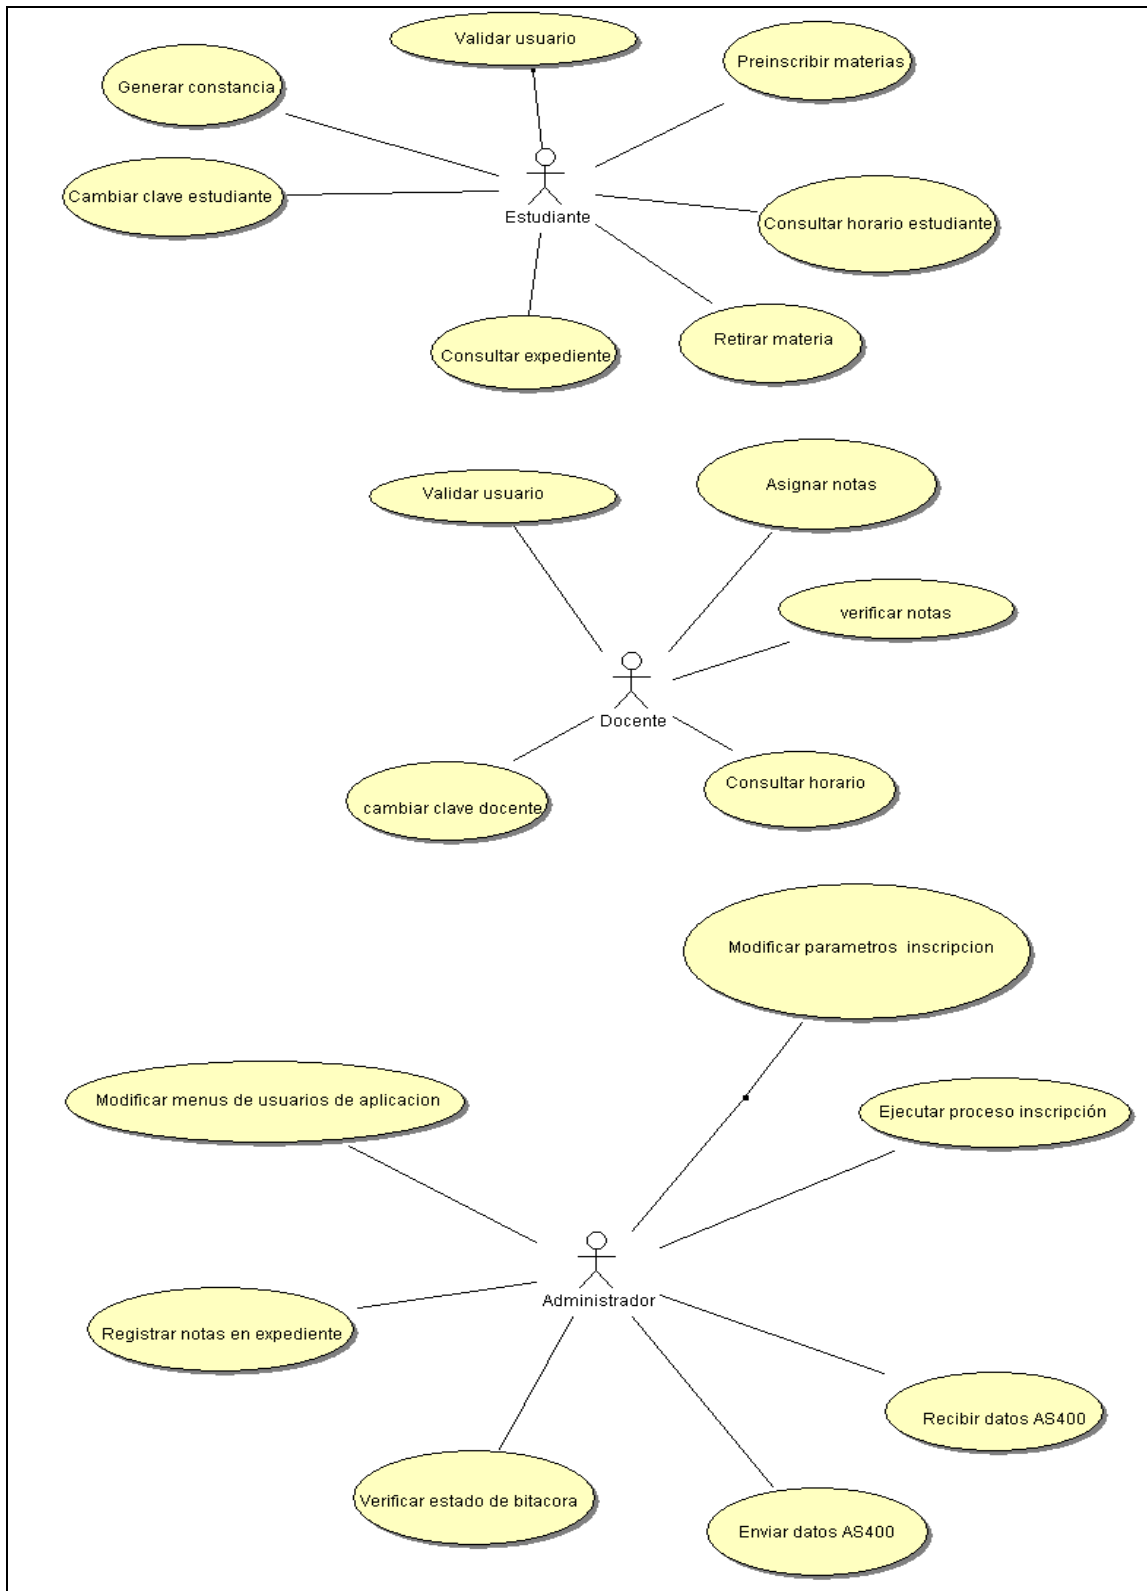 Validar usuario
Preinscribir materias
Generar constancia
Cambiar clave estudiante
Estudiante
Consultar horario estudiante
Consultar expediente
Retirar materia
Validar usuario
Asignar notas
verificar notas
Docente
cambiar clave docente
Consultar horario
Modificar parametros  inscripcion
Modificar menus de usuarios de aplicacion
Ejecutar proceso inscripción
Administrador
Registrar notas en expediente
Recibir datos AS400
Verificar estado de bitacora
Enviar datos AS400